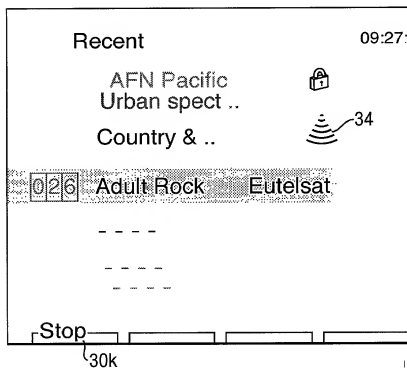 Recent 09:27:
AFN Pacific
Urban spect ..
34
Country & ..
026 Adult Rock Eutelsat
- - - -
- - - -
- - - -
Stop
30k